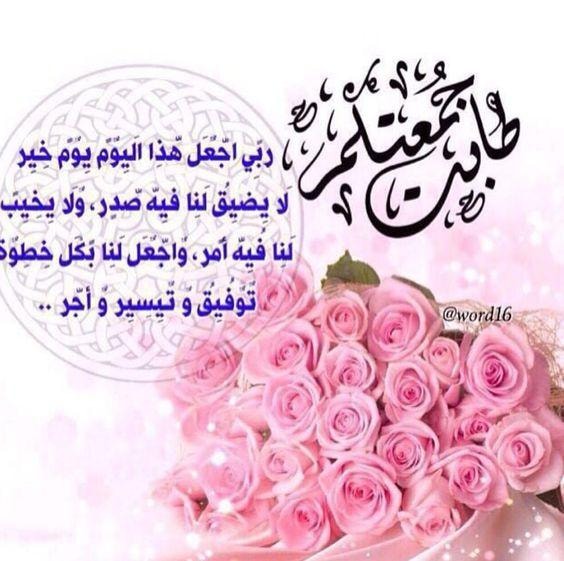 طابت جمعتكم
ربي اجعل هذا اليوم يوم خير
لا يضيق لنا فيه صدر، ولا يخيب
لنا فيه أمر، واجعل لنا بكل خطوة
توفيق و تيسير و أجر ..
@word16